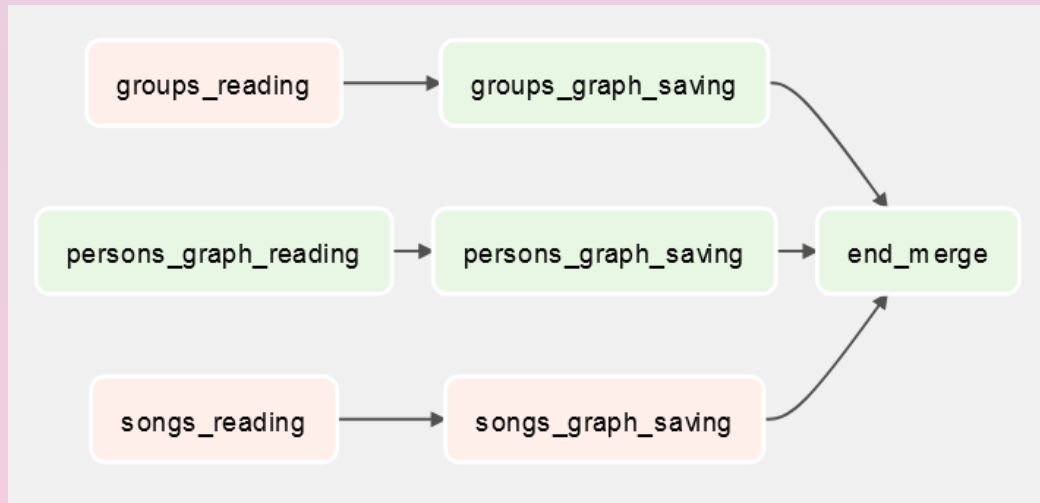 groups_reading
groups_graph_saving
persons_graph_reading
persons_graph_saving
end_merge
songs_reading
songs_graph_saving